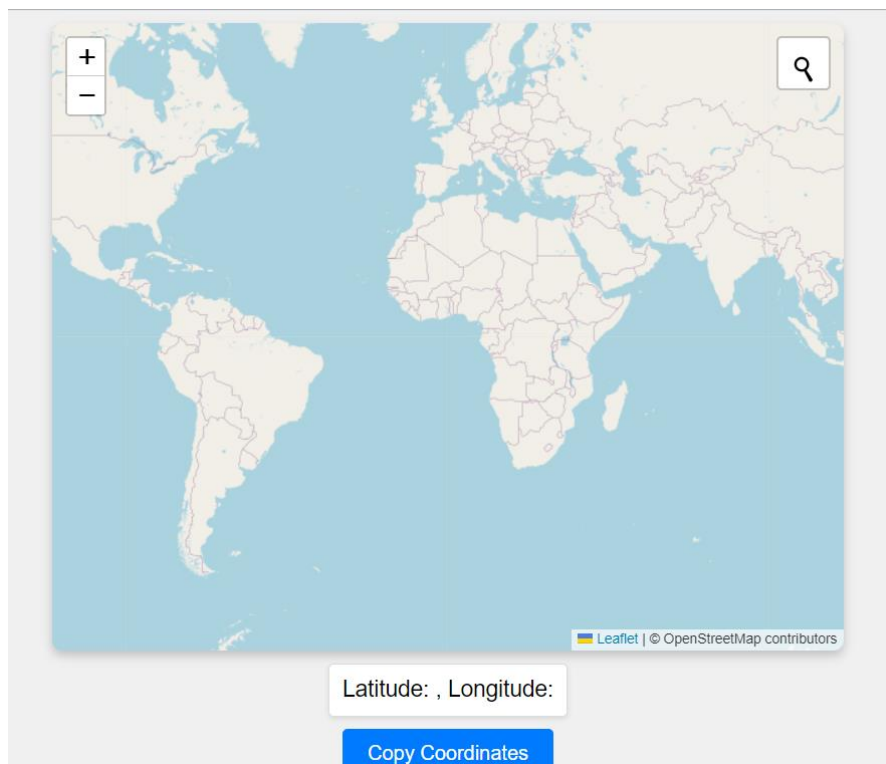 +
−
Leaflet | © OpenStreetMap contributors
Latitude: , Longitude:
Copy Coordinates